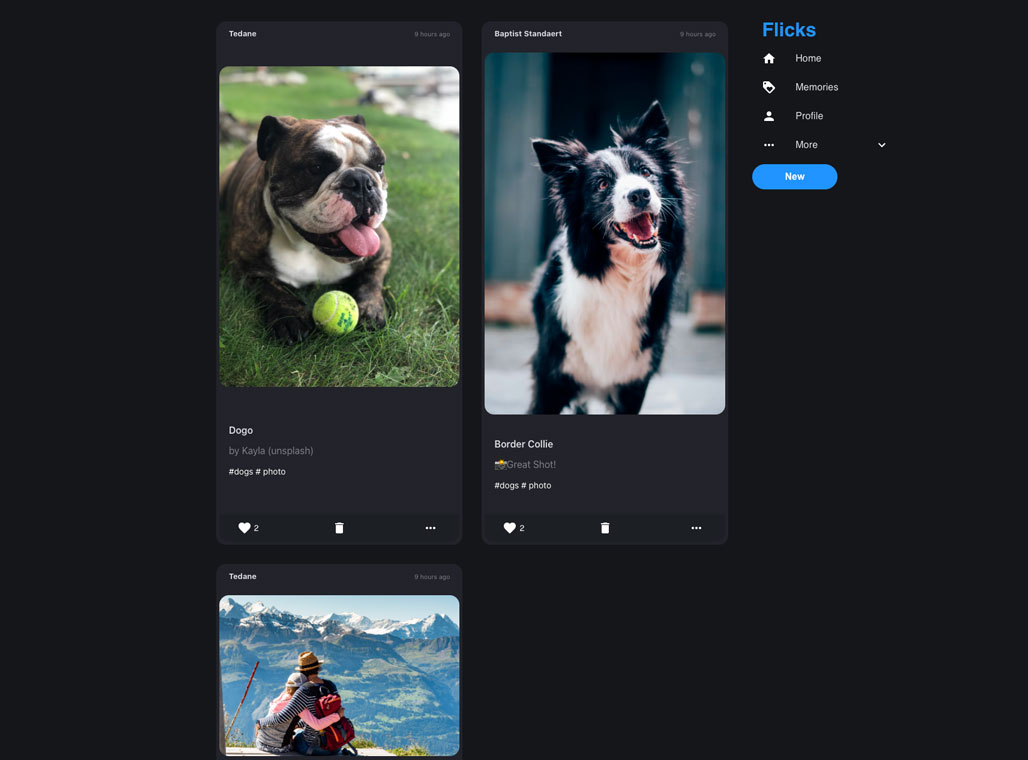 Tedane 9 hours ago
Dogo
by Kayla (unsplash)
#dogs # photo
2
Baptist Standaert 9 hours ago
Border Collie
📸Great Shot!
#dogs # photo
2
Tedane 9 hours ago
Flicks
Home
Memories
Profile
More
New